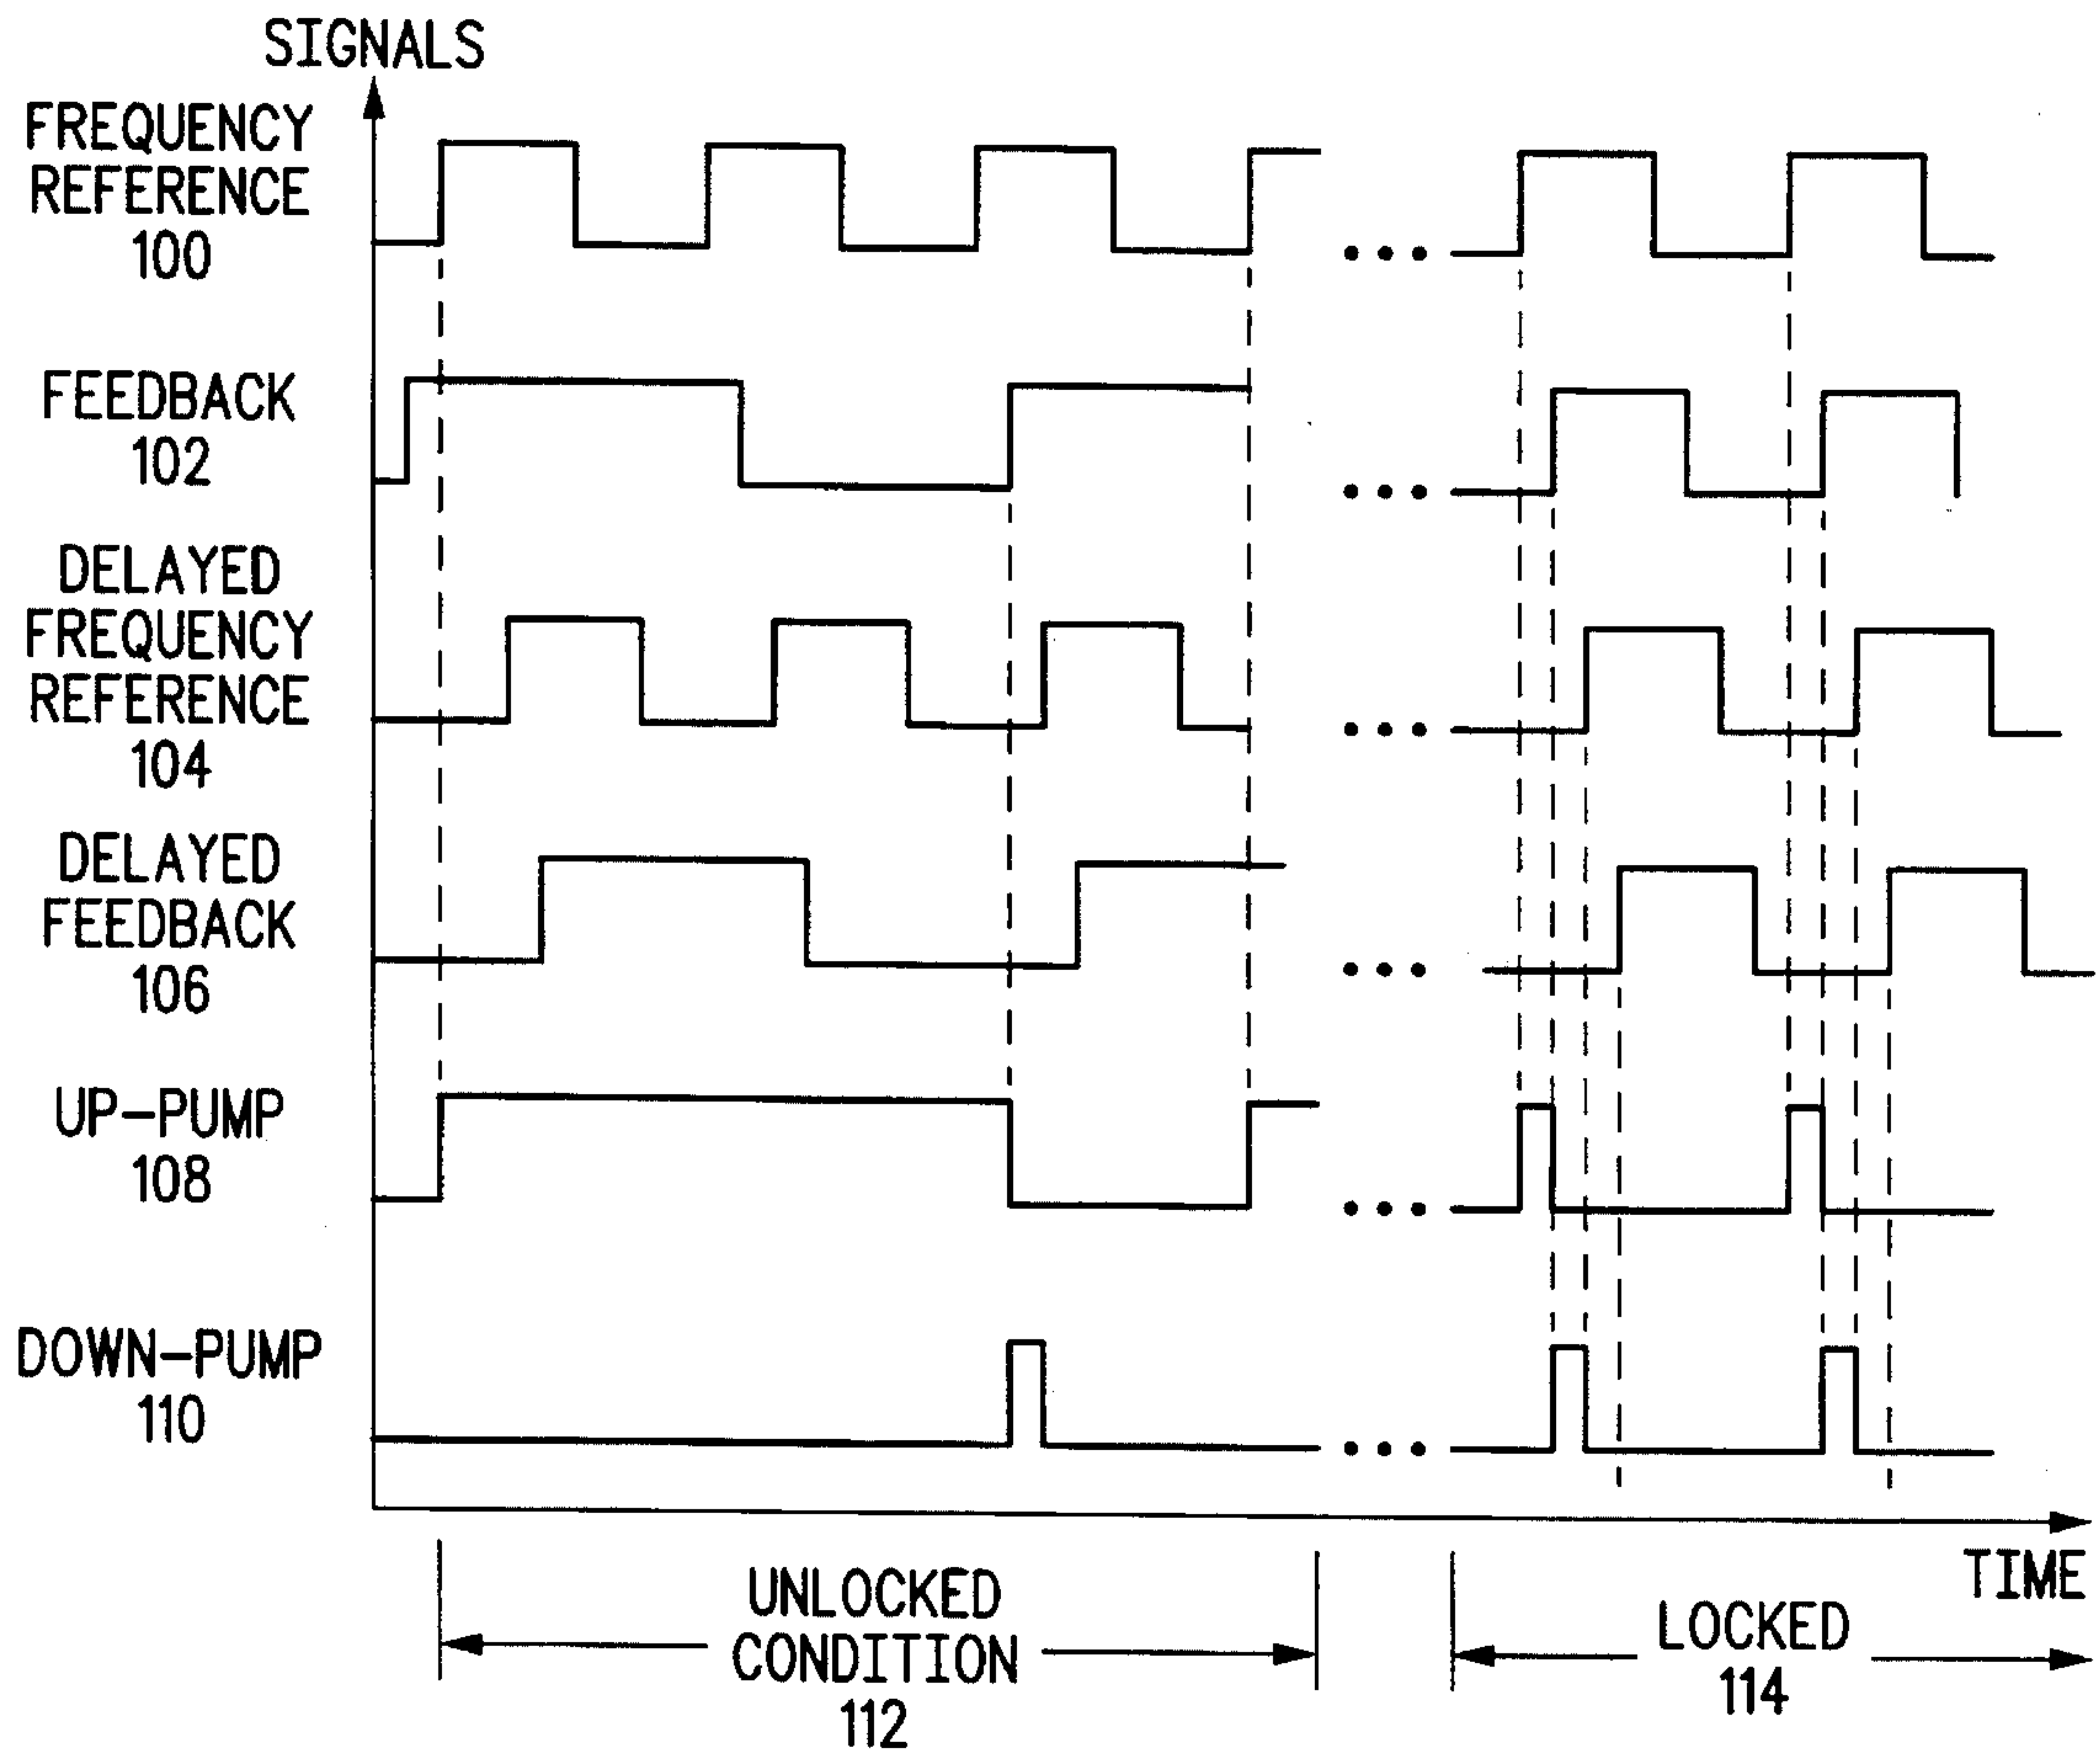 SIGNALS
FREQUENCY
REFERENCE
100
FEEDBACK
102
DELAYED
FREQUENCY
REFERENCE
104
DELAYED
FEEDBACK
106
UP-PUMP
108
DOWN-PUMP
110
TIME
UNLOCKED
CONDITION
112
LOCKED
114